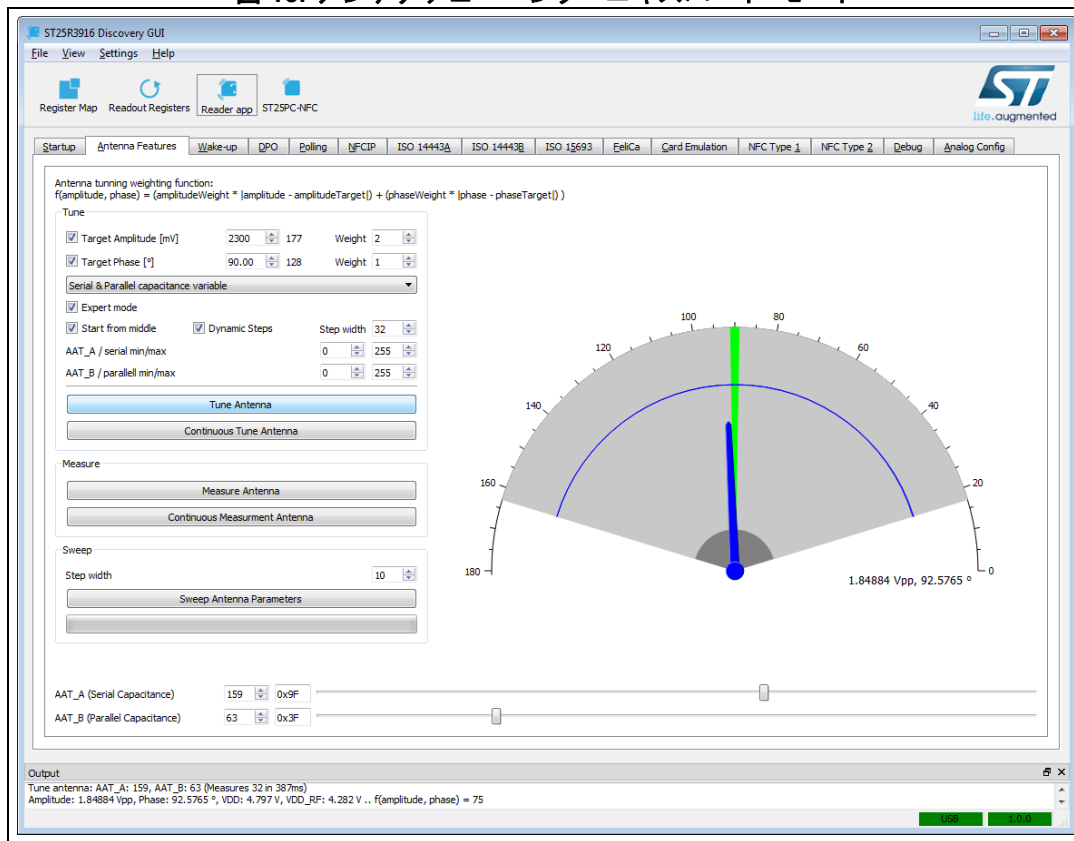 ST25R3916 Discovery GUI
File View Settings Help
Register Map Readout Registers Reader app ST25PC-NFC
ST
life.augmented
Startup Antenna Features Wake-up DPO Polling NFCIP ISO 14443A ISO 14443B ISO 15693 FeliCa Card Emulation NFC Type 1 NFC Type 2 Debug Analog Config
Antenna tunning weighting function:
f(amplitude, phase) = (amplitudeWeight * |amplitude - amplitudeTarget|) + (phaseWeight * |phase - phaseTarget|) )
Tune
Target Amplitude [mV] 2300 177 Weight 2
Target Phase [°] 90.00 128 Weight 1
Serial & Parallel capacitance variable
Expert mode
Start from middle Dynamic Steps Step width 32
AAT_A / serial min/max 0 255
AAT_B / parallell min/max 0 255
Tune Antenna
Continuous Tune Antenna
Measure
Measure Antenna
Continuous Measurment Antenna
Sweep
Step width 10
Sweep Antenna Parameters
180 160 140 120 100 80 60 40 20 0
1.84884 Vpp, 92.5765 °
AAT_A (Serial Capacitance) 159 0x9F
AAT_B (Parallel Capacitance) 63 0x3F
Output
Tune antenna: AAT_A: 159, AAT_B: 63 (Measures 32 in 387ms)
Amplitude: 1.84884 Vpp, Phase: 92.5765 °, VDD: 4.797 V, VDD_RF: 4.282 V .. f(amplitude, phase) = 75
USB 1.0.0